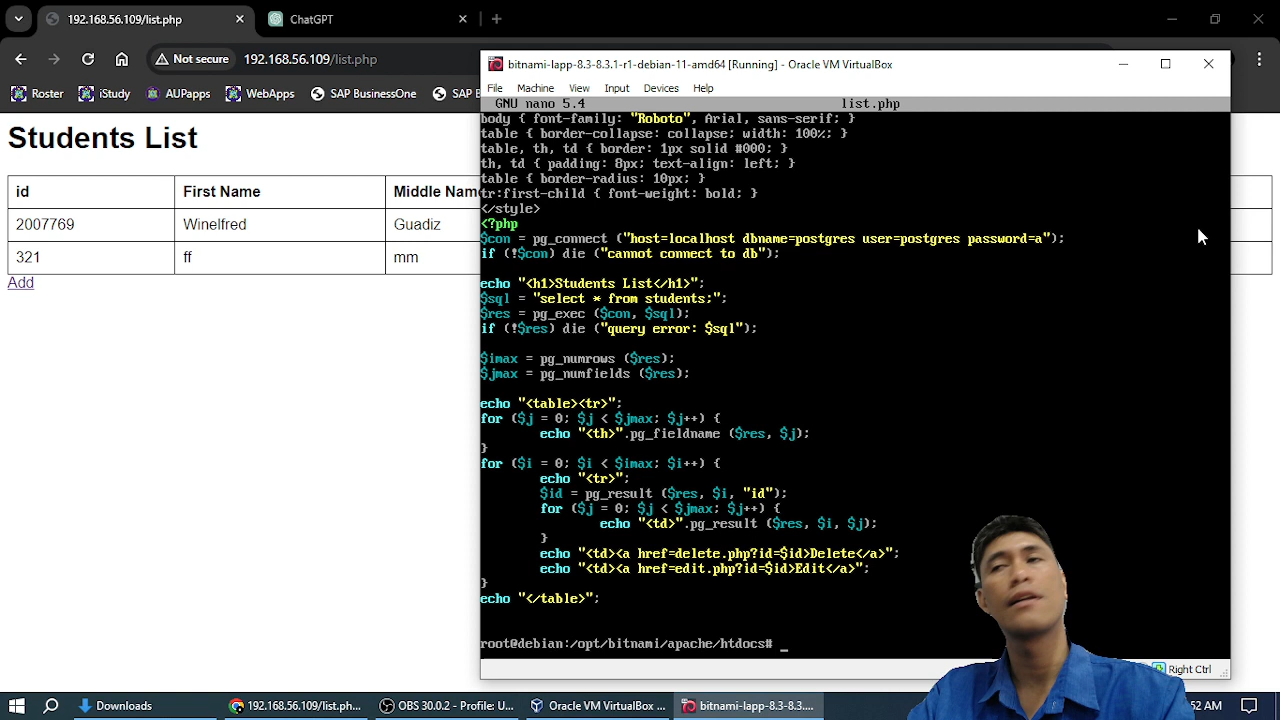 192.168.56.109/list.php
ChatGPT
Not secure
192.168.56.109/list.php
Roster
iStudy
AUPapps
WebApps
SAP BusinessOne
SAP B
Students List
id First Name Middle Name
2007769 Winelfred Guadiz
321 ff mm
Add
bitnami-lapp-8.3-8.3.1-r1-debian-11-amd64 [Running] - Oracle VM VirtualBox
File Machine View Input Devices Help
GNU nano 5.4 list.php
body { font-family: "Roboto", Arial, sans-serif; }
table { border-collapse: collapse; width: 100%; }
table, th, td { border: 1px solid #000; }
th, td { padding: 8px; text-align: left; }
table { border-radius: 10px; }
tr:first-child { font-weight: bold; }
</style>
<?php
$con = pg_connect ("host=localhost dbname=postgres user=postgres password=a");
if (!$con) die ("cannot connect to db");
echo "<h1>Students List</h1>";
$sql = "select * from students;";
$res = pg_exec ($con, $sql);
if (!$res) die ("query error: $sql");
$imax = pg_numrows ($res);
$jmax = pg_numfields ($res);
echo "<table><tr>";
for ($j = 0; $j < $jmax; $j++) {
echo "<th>".pg_fieldname ($res, $j);
}
for ($i = 0; $i < $imax; $i++) {
echo "<tr>";
$id = pg_result ($res, $i, "id");
for ($j = 0; $j < $jmax; $j++) {
echo "<td>".pg_result ($res, $i, $j);
}
echo "<td><a href=delete.php?id=$id>Delete</a>";
echo "<td><a href=edit.php?id=$id>Edit</a>";
}
echo "</table>";
root@debian:/opt/bitnami/apache/htdocs# _
Right Ctrl
Downloads
192.168.56.109/list.ph...
OBS 30.0.2 - Profile: U...
Oracle VM VirtualBox ...
bitnami-lapp-8.3-8.3....
52 AM